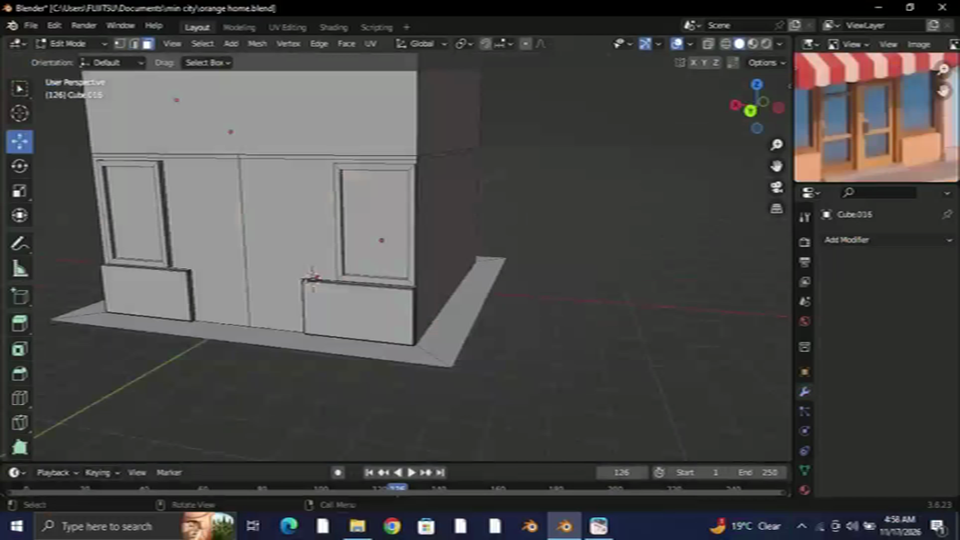 Blender* [C:\Users\FUJITSU\Documents\min city\orange home.blend]
File Edit Render Window Help Layout Modeling UV Editing Shading Scripting Scene ViewLayer
Edit Mode View Select Add Mesh Vertex Edge Face UV Global View Image
Orientation: Default Drag: Select Box X Y Z Options
User Perspective
(126) Cube.016
Z
Cube.016
Add Modifier
Playback Keying View Marker 126 Start 1 End 250
Select Rotate View Call Menu 3.6.23
Type here to search 19°C Clear 4:58 AM